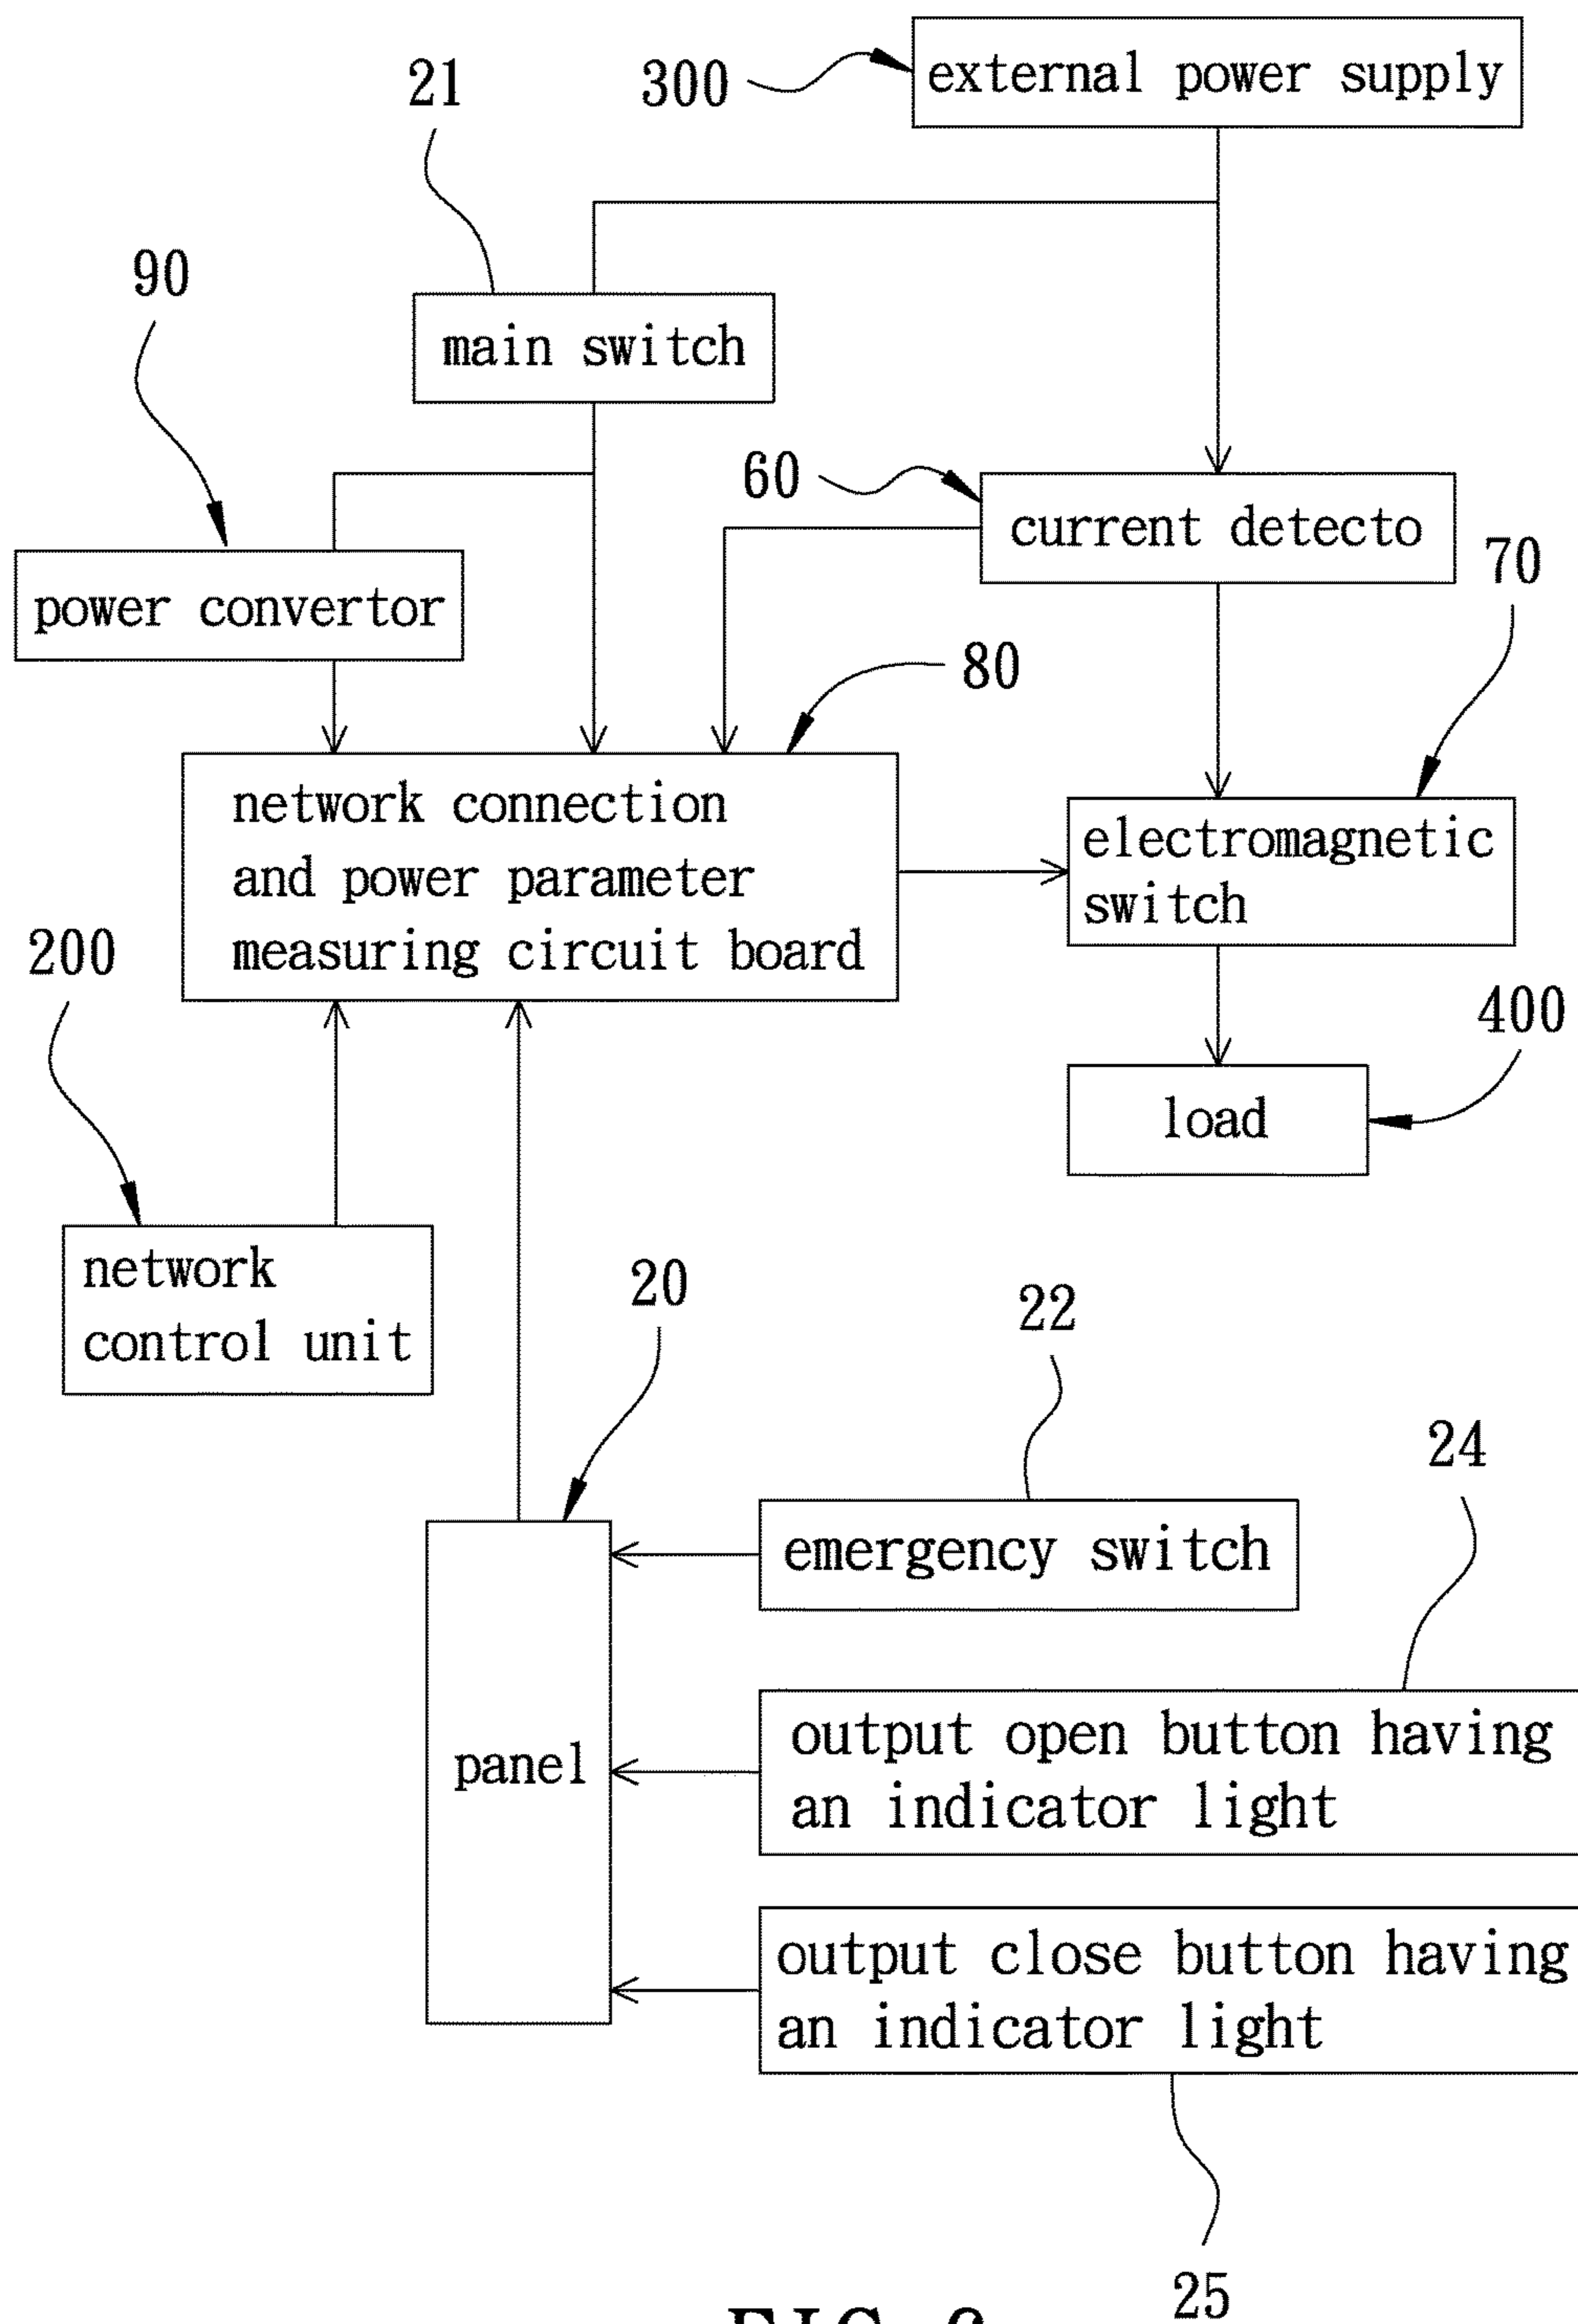 300
external power supply
21
90
main switch
60
current detecto
70
power convertor
80
network connection
and power parameter
measuring circuit board
electromagnetic
switch
200
400
load
network
control unit
20
22
24
emergency switch
panel
output open button having
an indicator light
output close button having
an indicator light
25